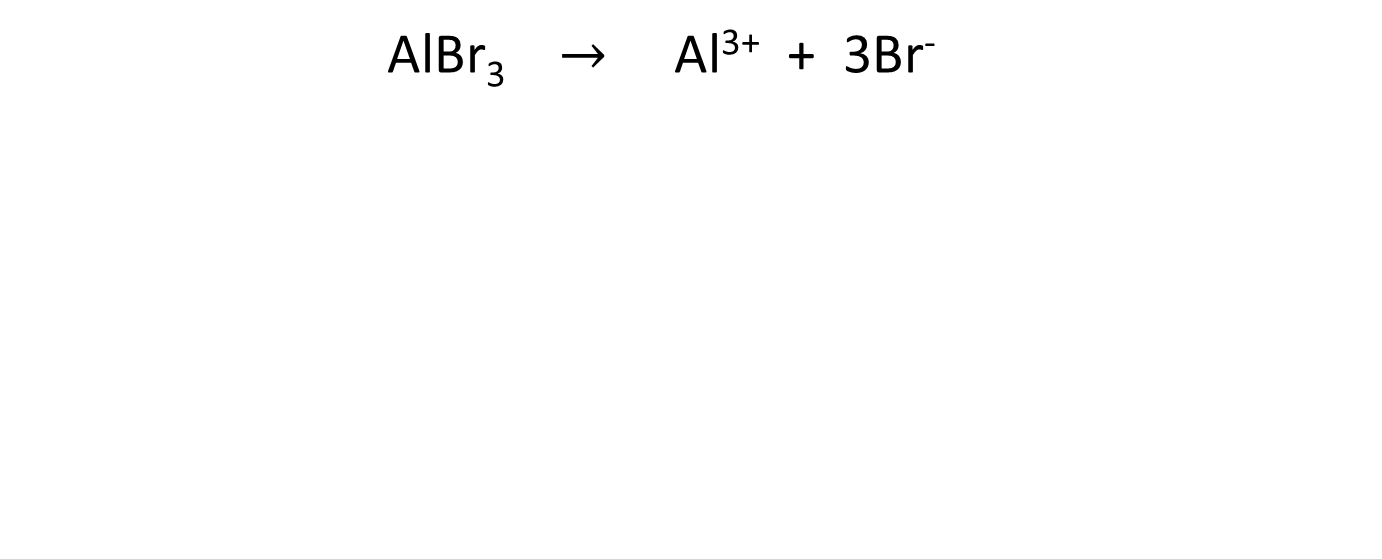 AlBr₃ → Al³⁺ + 3Br⁻